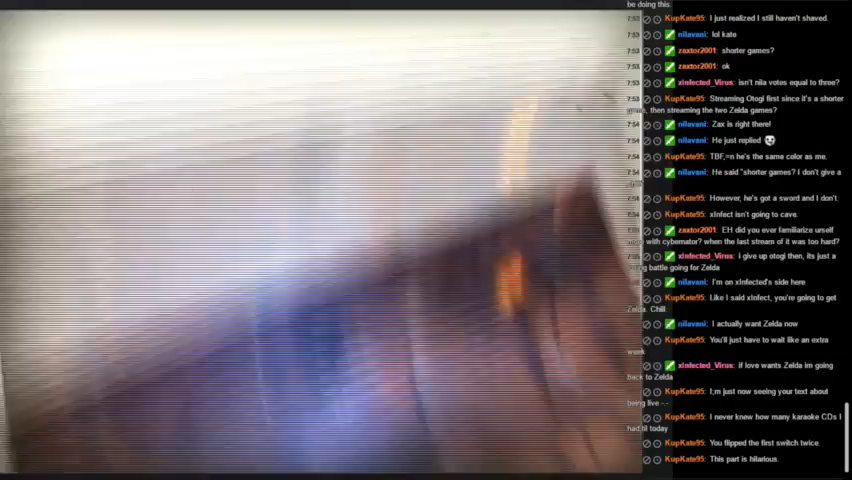 be doing this.
7:53 KupKate95: I just realized I still haven't shaved.
7:53 nilavani: lol kate
7:53 zaxtor2001: shorter games?
7:53 zaxtor2001: ok
7:53 xInfected_Virus: isn't nila votes equal to three?
7:53 KupKate95: Streaming Otogi first since it's a shorter
game, then streaming the two Zelda games?
7:54 nilavani: Zax is right there!
7:54 nilavani: He just replied
7:54 KupKate95: TBF,=n he's the same color as me.
7:54 nilavani: He said "shorter games? I don't give a
7:54 KupKate95: However, he's got a sword and I don't.
7:54 KupKate95: xInfect isn't going to cave.
zaxtor2001: EH did you ever familiarize urself
more with cybernator? when the last stream of it was too hard?
xInfected_Virus: i give up otogi then, its just a
losing battle going for Zelda
nilavani: I'm on xInfected's side here
KupKate95: Like I said xInfect, you're going to get
Zelda. Chill.
nilavani: I actually want Zelda now
KupKate95: You'll just have to wait like an extra
week
xInfected_Virus: if love wants Zelda im going
back to Zelda
KupKate95: I;m just now seeing your text about
being live -.-
KupKate95: I never knew how many karaoke CDs I
had til today
KupKate95: You flipped the first switch twice.
KupKate95: This part is hilarious.